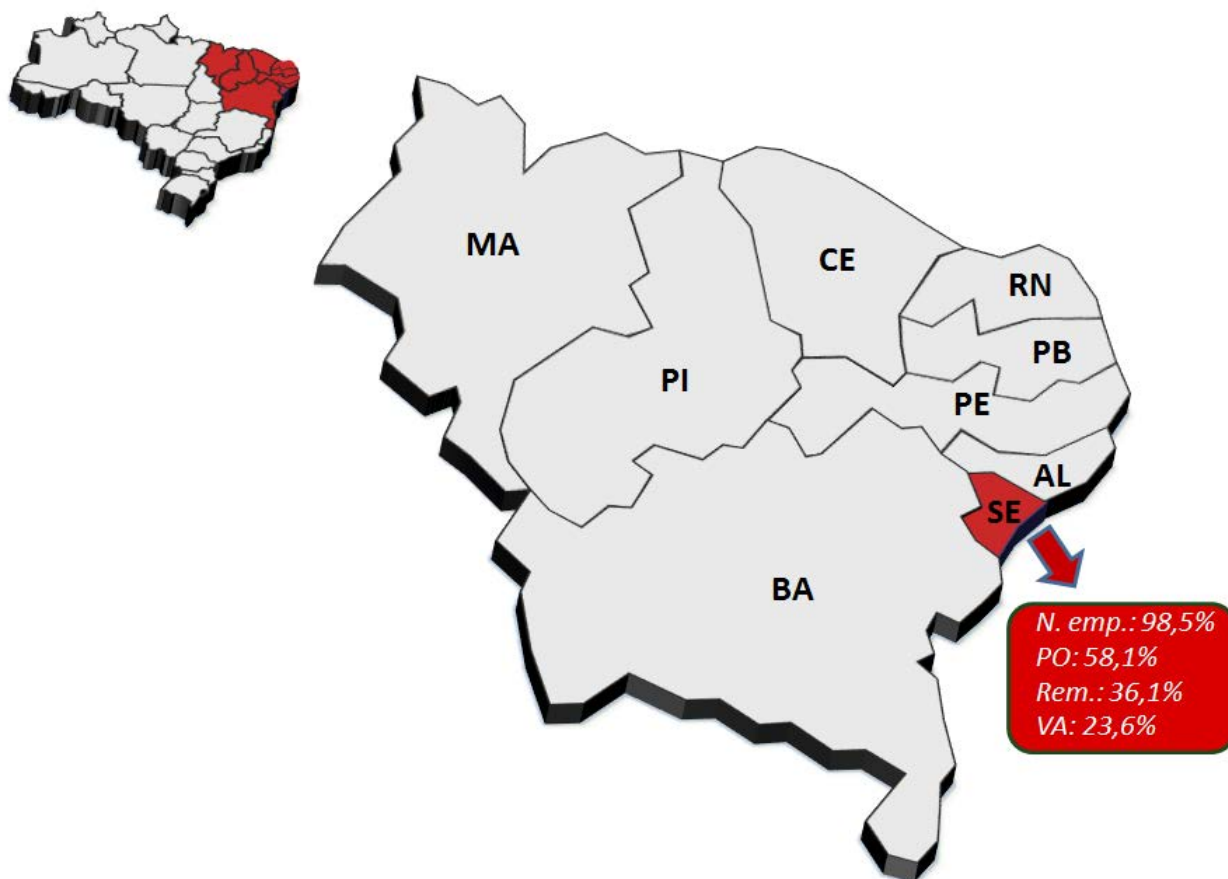 MA
CE
RN
PB
PI
PE
AL
SE
BA
N. emp.: 98,5%
PO: 58,1%
Rem.: 36,1%
VA: 23,6%